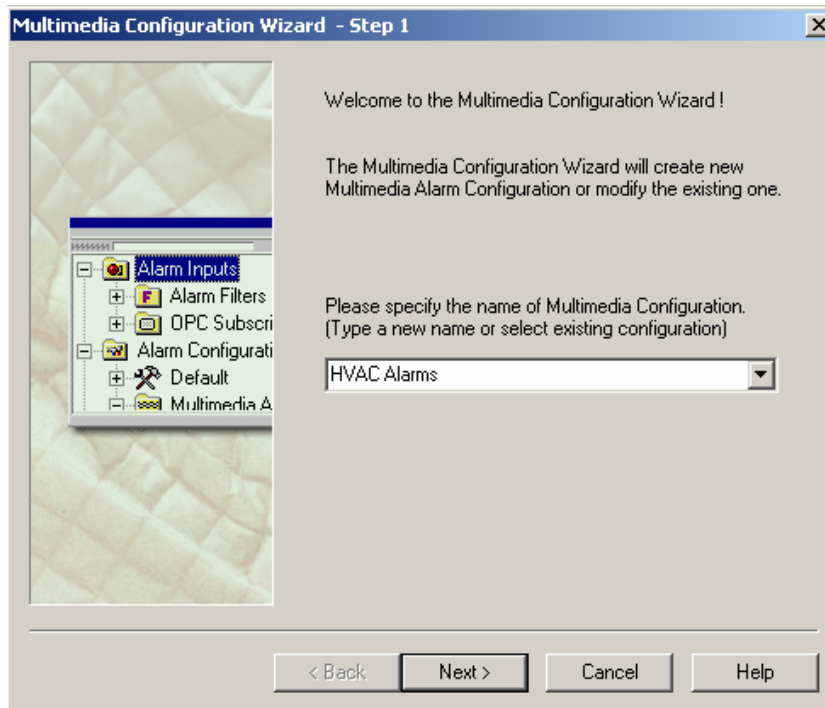 Multimedia Configuration Wizard - Step 1
Welcome to the Multimedia Configuration Wizard !
The Multimedia Configuration Wizard will create new
Multimedia Alarm Configuration or modify the existing one.
Alarm Inputs
Alarm Filters
OPC Subscri
Alarm Configurati
Default
Multimedia A
Please specify the name of Multimedia Configuration.
(Type a new name or select existing configuration)
HVAC Alarms
< Back
Next >
Cancel
Help